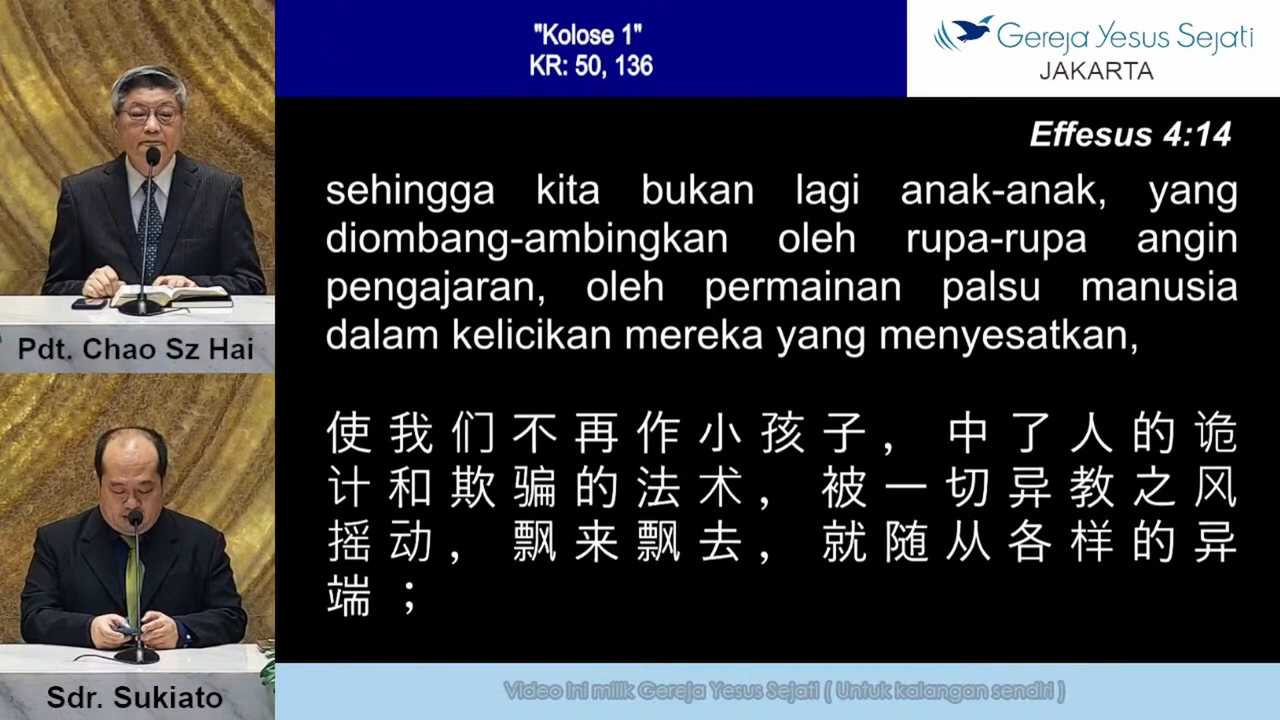 "Kolose 1"
KR: 50, 136
Gereja Yesus Sejati
JAKARTA
Effesus 4:14
sehingga kita bukan lagi anak-anak, yang
diombang-ambingkan oleh rupa-rupa angin
pengajaran, oleh permainan palsu manusia
dalam kelicikan mereka yang menyesatkan,
使我们不再作小孩子，中了人的诡
计和欺骗的法术，被一切异教之风
摇动，飘来飘去，就随从各样的异
端；
Pdt. Chao Sz Hai
Sdr. Sukiato
Video ini milik Gereja Yesus Sejati ( Untuk kalangan sendiri )